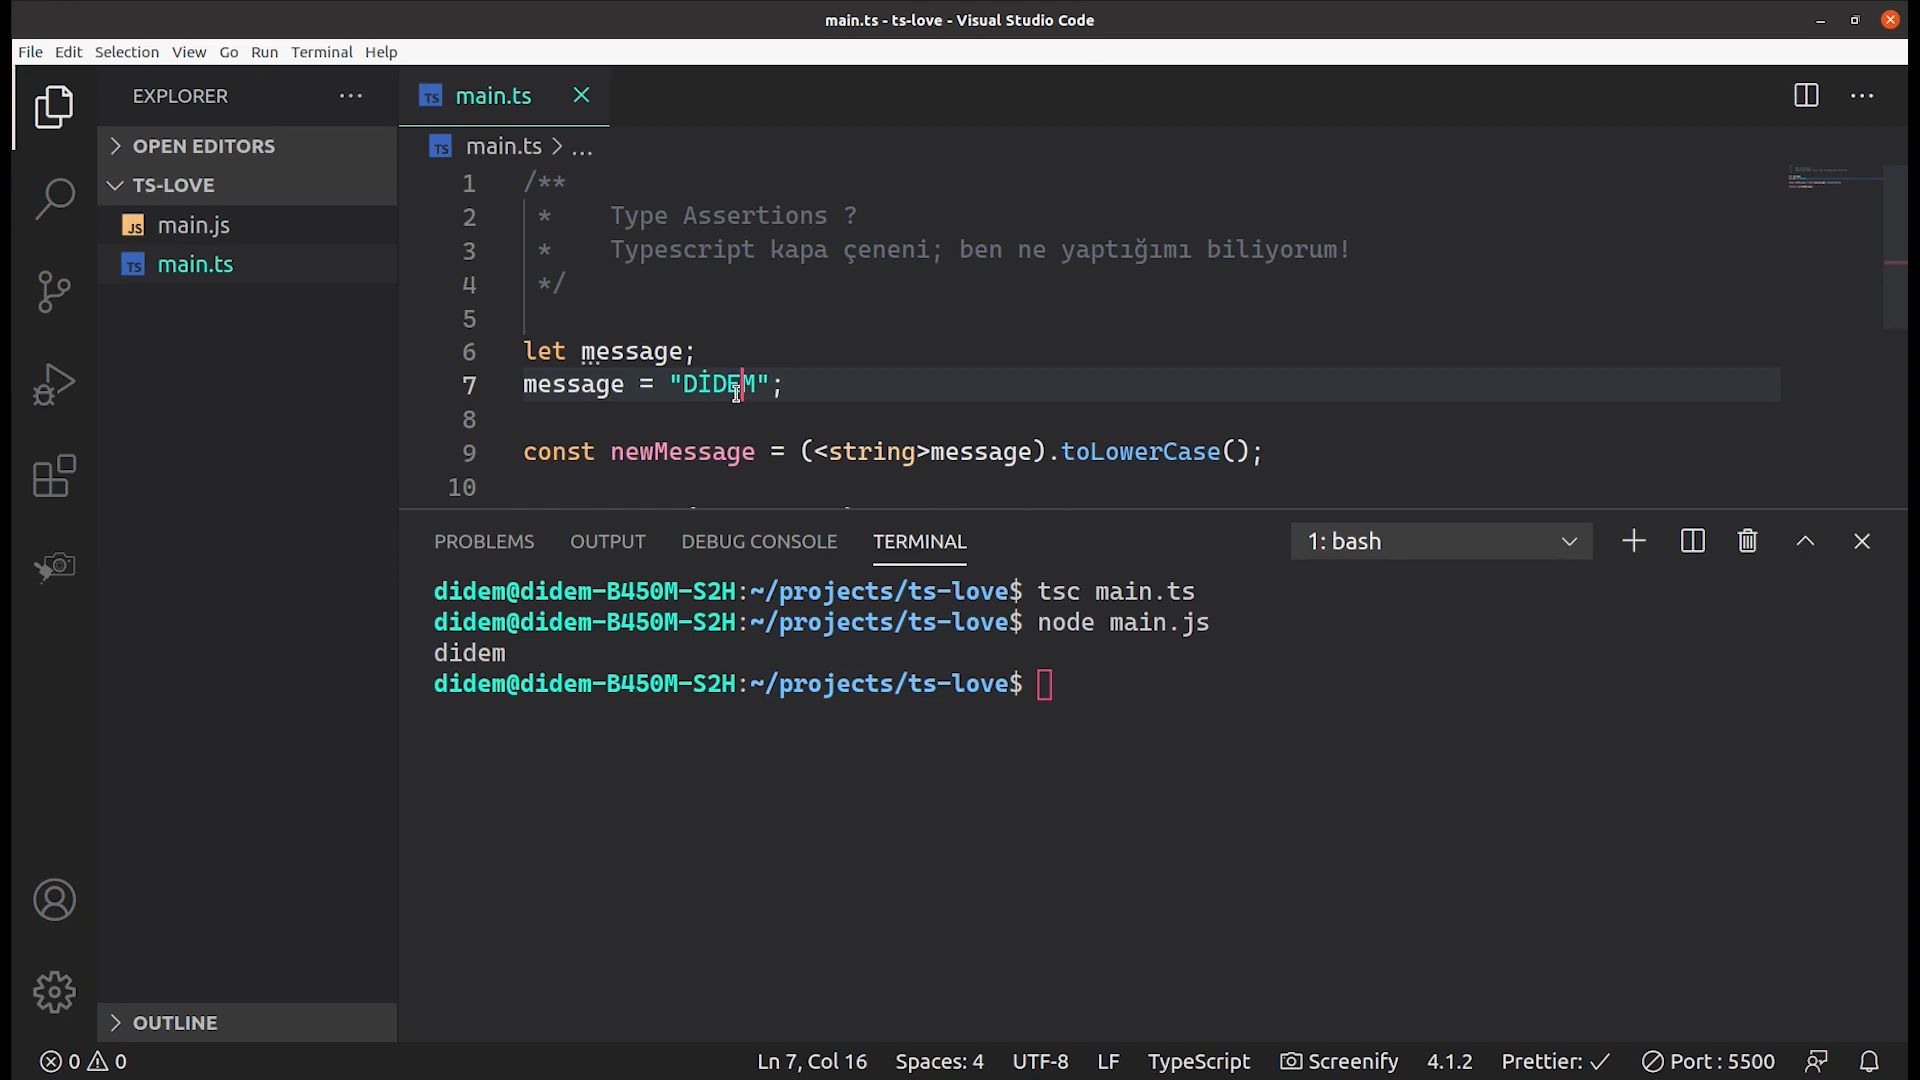 main.ts - ts-love - Visual Studio Code
File Edit Selection View Go Run Terminal Help
EXPLORER
OPEN EDITORS
TS-LOVE
JS main.js
TS main.ts
OUTLINE
TS main.ts
TS main.ts > ...
1 /**
2 * Type Assertions ?
3 * Typescript kapa çeneni; ben ne yaptığımı biliyorum!
4 */
5
6 let message;
7 message = "DİDEM";
8
9 const newMessage = (<string>message).toLowerCase();
10
PROBLEMS OUTPUT DEBUG CONSOLE TERMINAL 1: bash
didem@didem-B450M-S2H:~/projects/ts-love$ tsc main.ts
didem@didem-B450M-S2H:~/projects/ts-love$ node main.js
didem
didem@didem-B450M-S2H:~/projects/ts-love$
0 0 Ln 7, Col 16 Spaces: 4 UTF-8 LF TypeScript Screenify 4.1.2 Prettier: ✓ Port : 5500